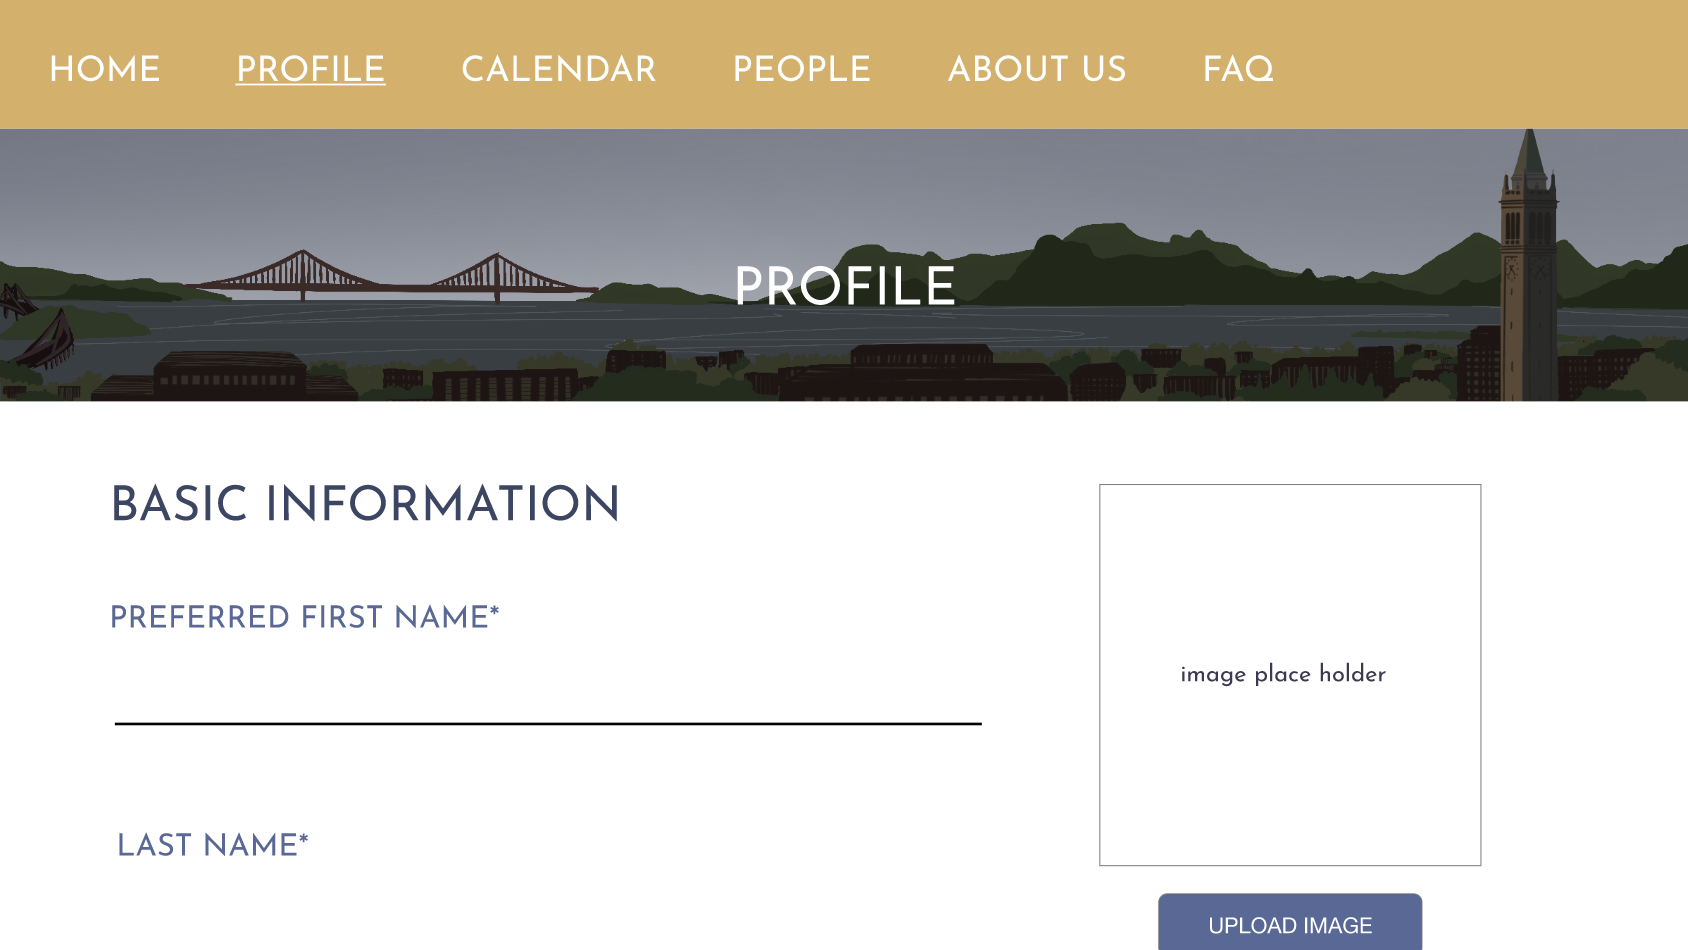 HOME PROFILE CALENDAR PEOPLE ABOUT US FAQ
PROFILE
BASIC INFORMATION
PREFERRED FIRST NAME*
image place holder
LAST NAME*
UPLOAD IMAGE